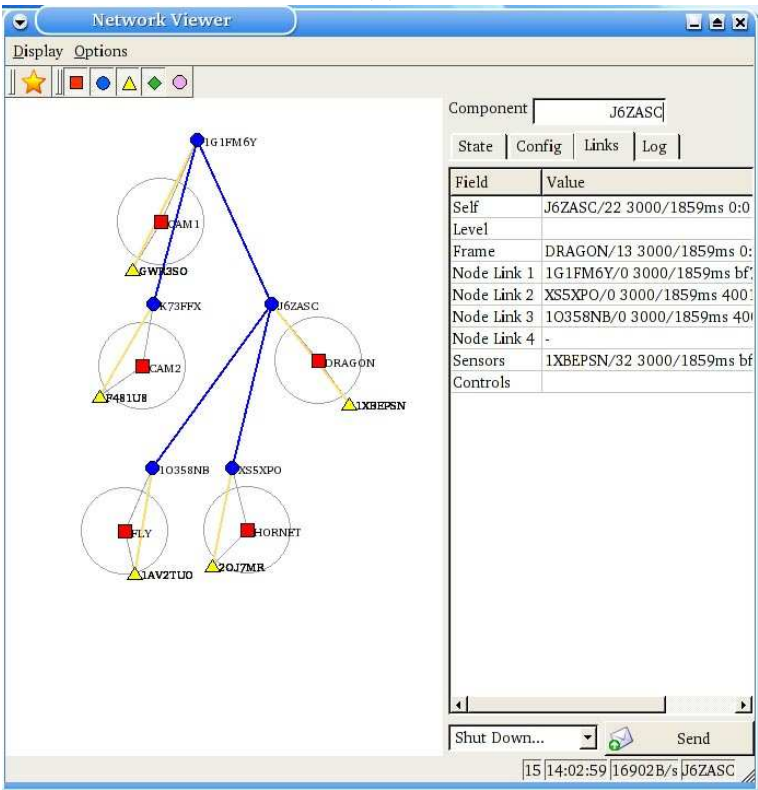 Network Viewer
Display Options
Component J6ZASC
State Config Links Log
Field Value
Self J6ZASC/22 3000/1859ms 0:0
Level
Frame DRAGON/13 3000/1859ms 0:
Node Link 1 1G1FM6Y/0 3000/1859ms bf7
Node Link 2 XS5XPO/0 3000/1859ms 4001
Node Link 3 1O358NB/0 3000/1859ms 40
Node Link 4 -
Sensors 1XBEPSN/32 3000/1859ms bf
Controls
1G1FM6Y
CAM1
GWR3SO
K73FFX
J6ZASC
CAM2
DRAGON
F481U8
1XBEPSN
1O358NB
XS5XPO
FLY
HORNET
1AV2TUO
2OJ7MR
Shut Down... Send
15 14:02:59 16902B/s J6ZASC